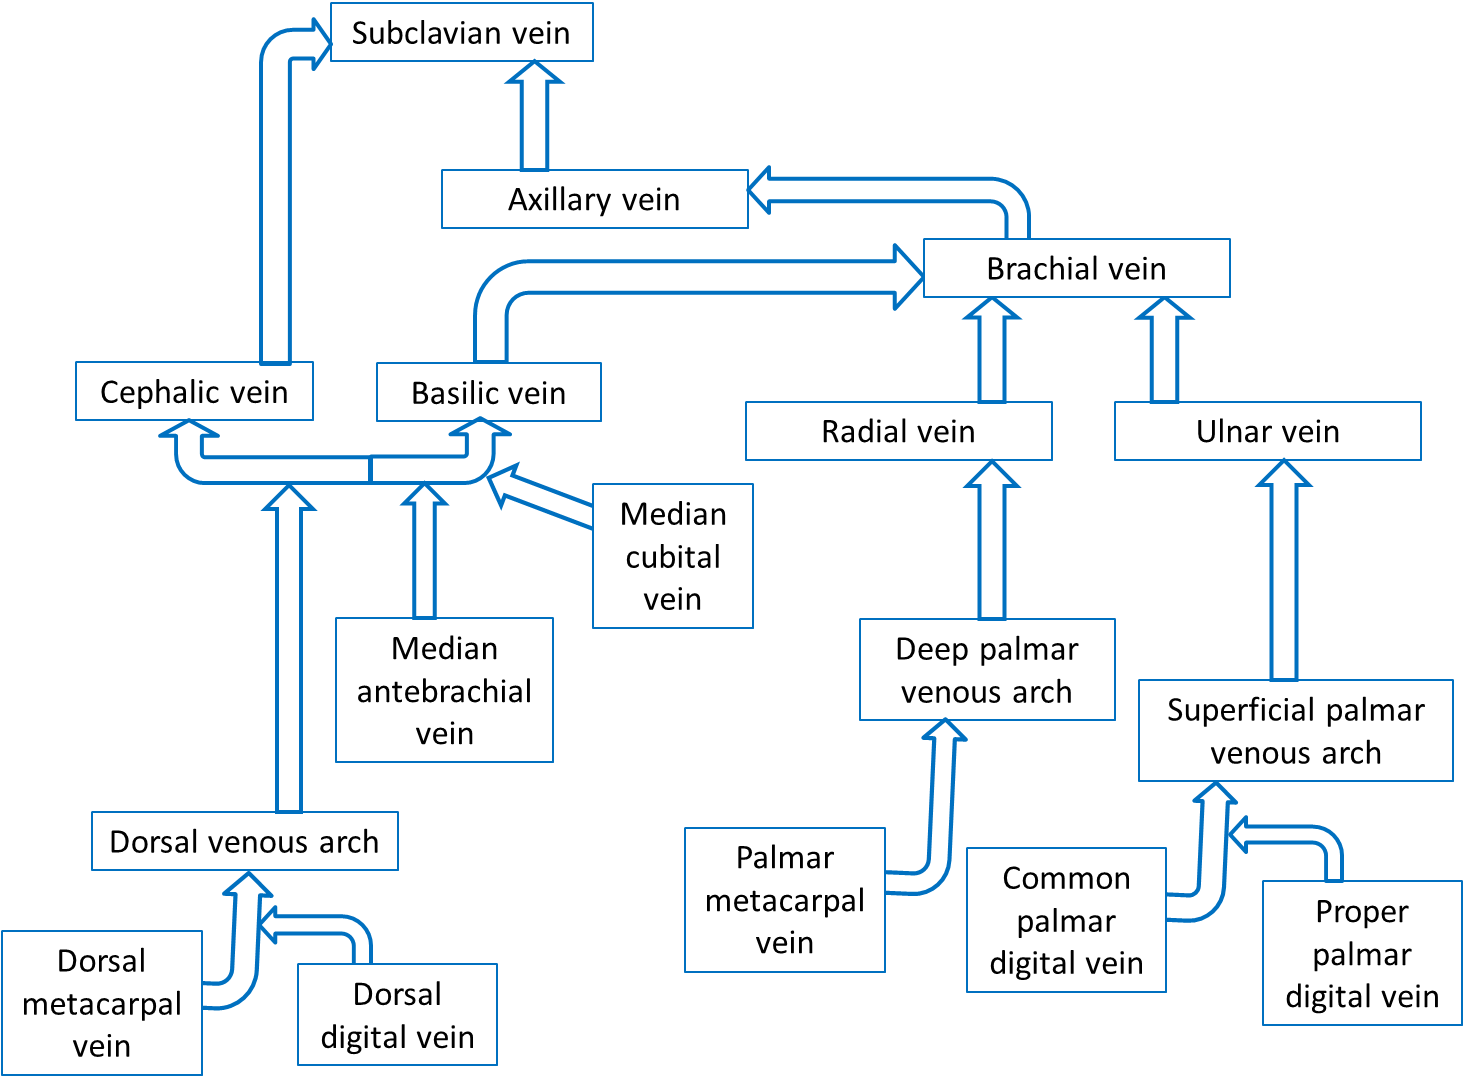 Subclavian vein
Axillary vein
Brachial vein
Cephalic vein
Basilic vein
Radial vein
Ulnar vein
Median
cubital
vein
Median
antebrachial
vein
Deep palmar
venous arch
Superficial palmar
venous arch
Dorsal venous arch
Palmar
metacarpal
vein
Common
palmar
digital vein
Proper
palmar
digital vein
Dorsal
metacarpal
vein
Dorsal
digital vein